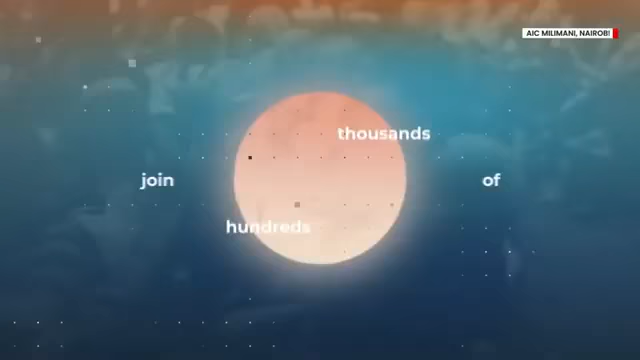 AIC MILIMANI, NAIROBI
thousands
join
of
hundreds